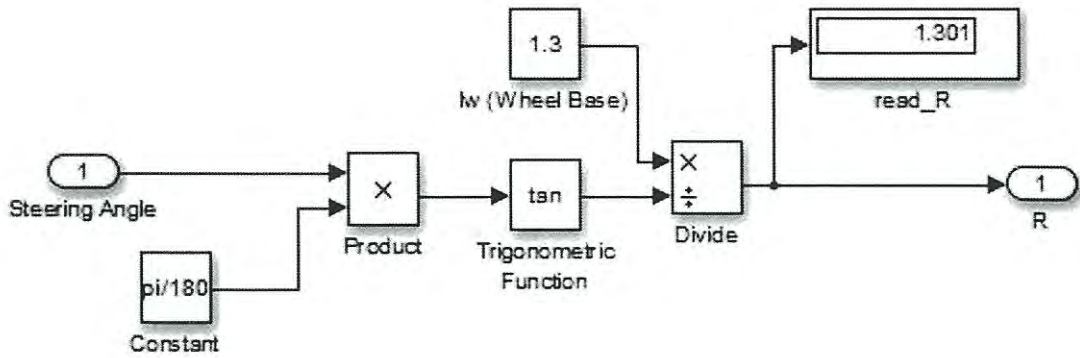 1.3
lw (Wheel Base)
1.301
read_R
1
Steering Angle
×
Product
tan
Trigonometric
Function
×
÷
Divide
1
R
pi/180
Constant